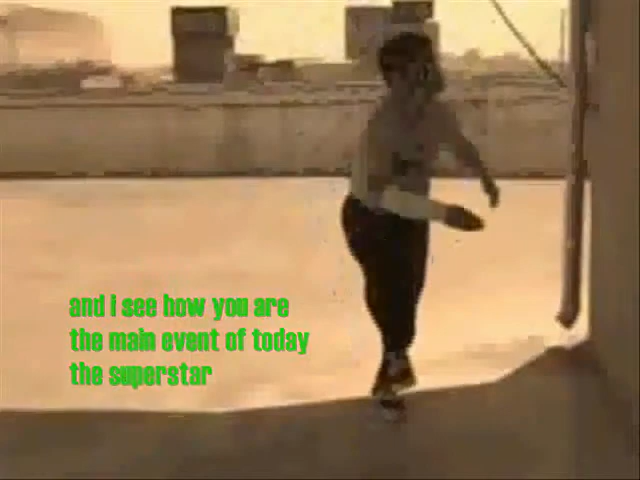 and i see how you are
the main event of today
the superstar